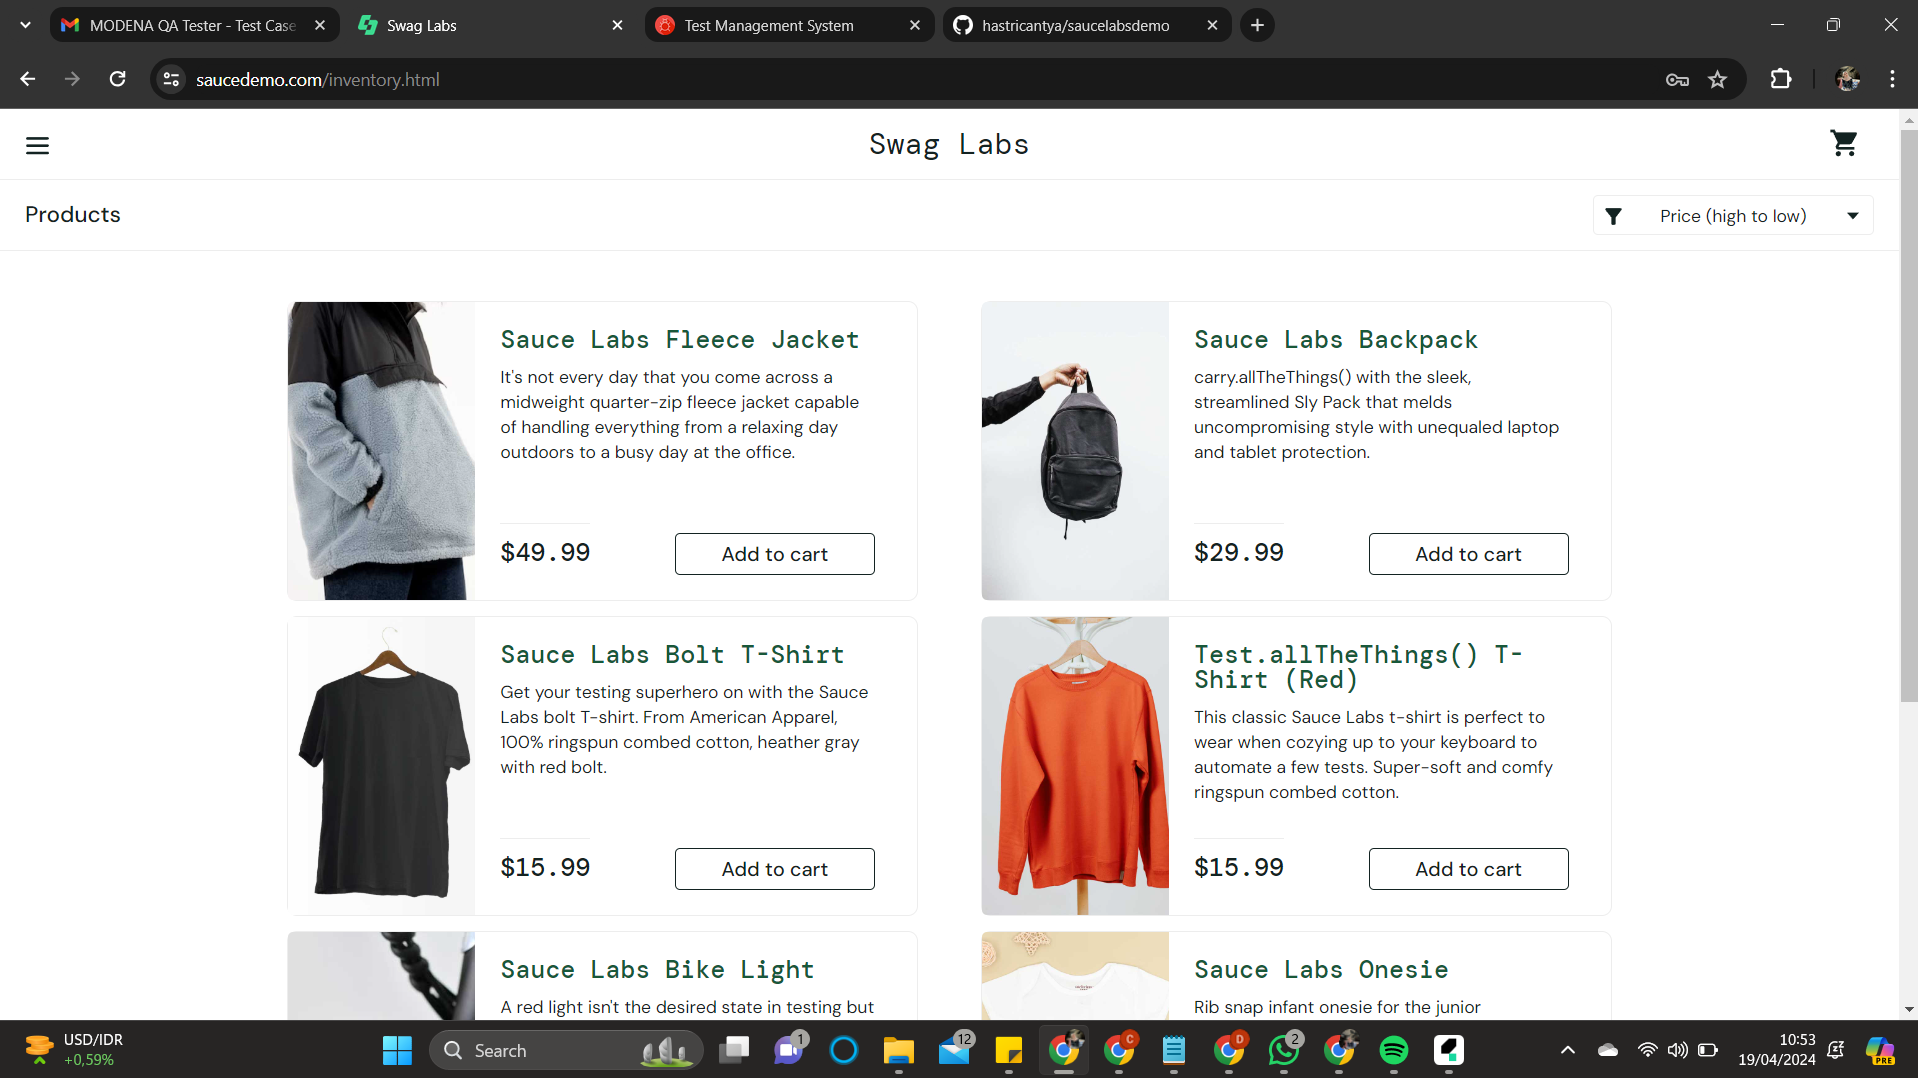 MODENA QA Tester - Test Case
Swag Labs
Test Management System
hastricantya/saucelabsdemo
saucedemo.com/inventory.html
Swag Labs
Products
Price (high to low)
Sauce Labs Fleece Jacket
It's not every day that you come across a
midweight quarter-zip fleece jacket capable
of handling everything from a relaxing day
outdoors to a busy day at the office.
$49.99
Add to cart
Sauce Labs Backpack
carry.allTheThings() with the sleek,
streamlined Sly Pack that melds
uncompromising style with unequaled laptop
and tablet protection.
$29.99
Add to cart
Sauce Labs Bolt T-Shirt
Get your testing superhero on with the Sauce
Labs bolt T-shirt. From American Apparel,
100% ringspun combed cotton, heather gray
with red bolt.
$15.99
Add to cart
Test.allTheThings() T-
Shirt (Red)
This classic Sauce Labs t-shirt is perfect to
wear when cozying up to your keyboard to
automate a few tests. Super-soft and comfy
ringspun combed cotton.
$15.99
Add to cart
Sauce Labs Bike Light
A red light isn't the desired state in testing but
Sauce Labs Onesie
Rib snap infant onesie for the junior
USD/IDR
+0,59%
Search
1
12
C
D
2
10:53
19/04/2024
PRE